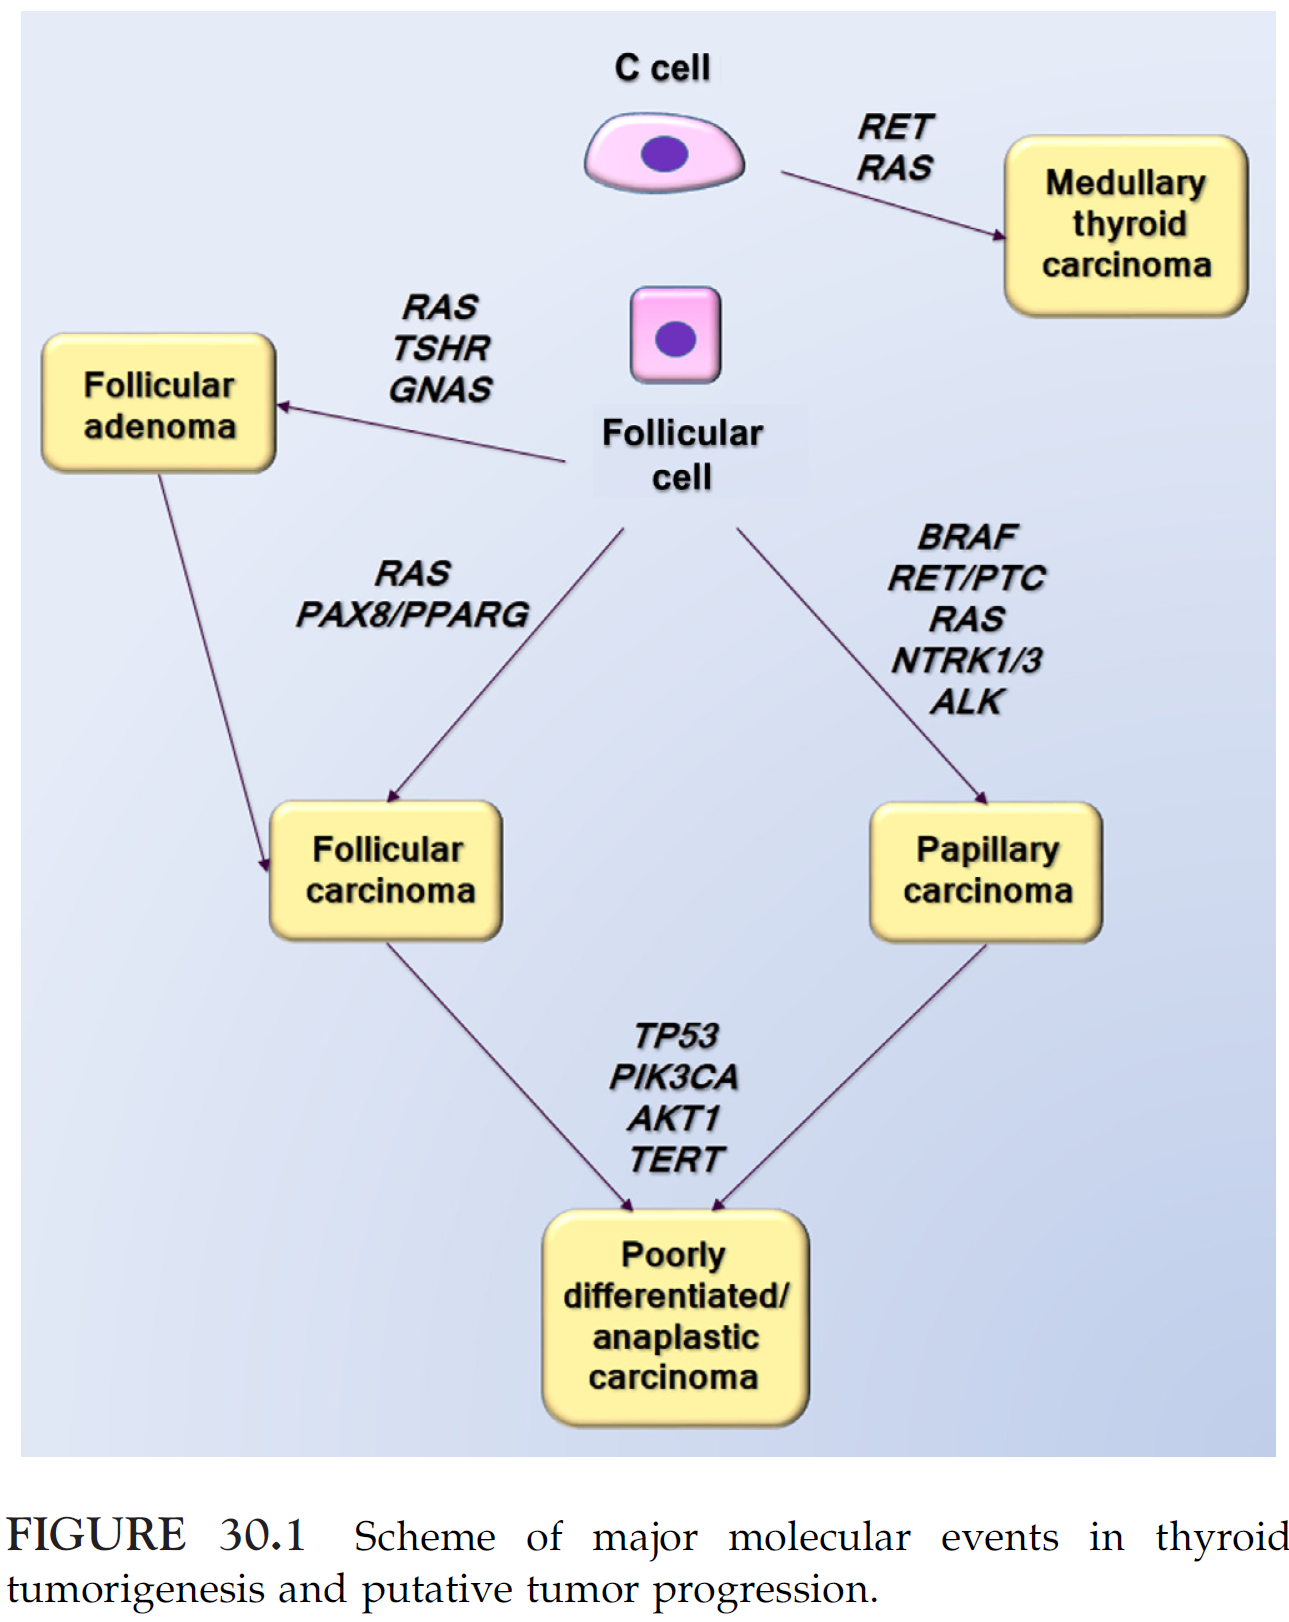 C cell
RET
RAS
Medullary
thyroid
carcinoma
RAS
TSHR
GNAS
Follicular
adenoma
Follicular
cell
RAS
PAX8/PPARG
BRAF
RET/PTC
RAS
NTRK1/3
ALK
Follicular
carcinoma
Papillary
carcinoma
TP53
PIK3CA
AKT1
TERT
Poorly
differentiated/
anaplastic
carcinoma
FIGURE 30.1 Scheme of major molecular events in thyroid
tumorigenesis and putative tumor progression.